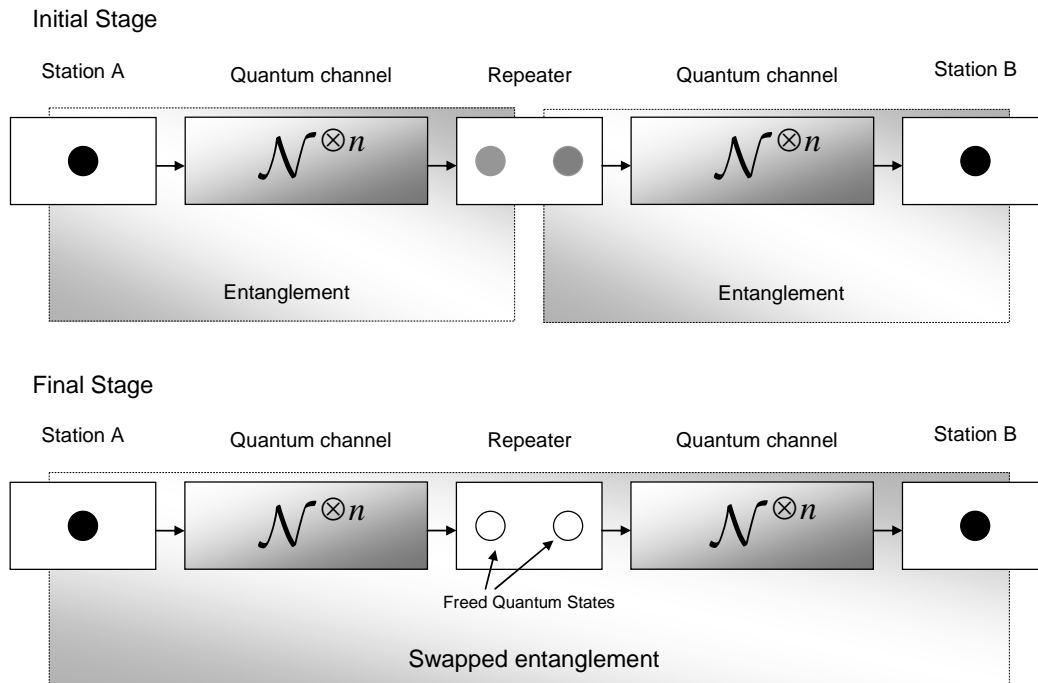 Initial Stage
Station A Quantum channel Repeater Quantum channel Station B
𝒩⊗n 𝒩⊗n
Entanglement Entanglement
Final Stage
Station A Quantum channel Repeater Quantum channel Station B
𝒩⊗n 𝒩⊗n
Freed Quantum States
Swapped entanglement